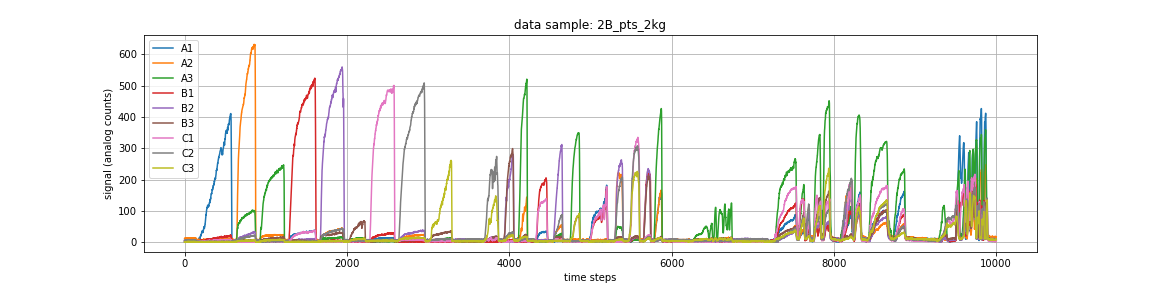 data sample: 2B_pts_2kg
signal (analog counts)
600
500
400
300
200
100
0
A1
A2
A3
B1
B2
B3
C1
C2
C3
0 2000 4000 6000 8000 10000
time steps